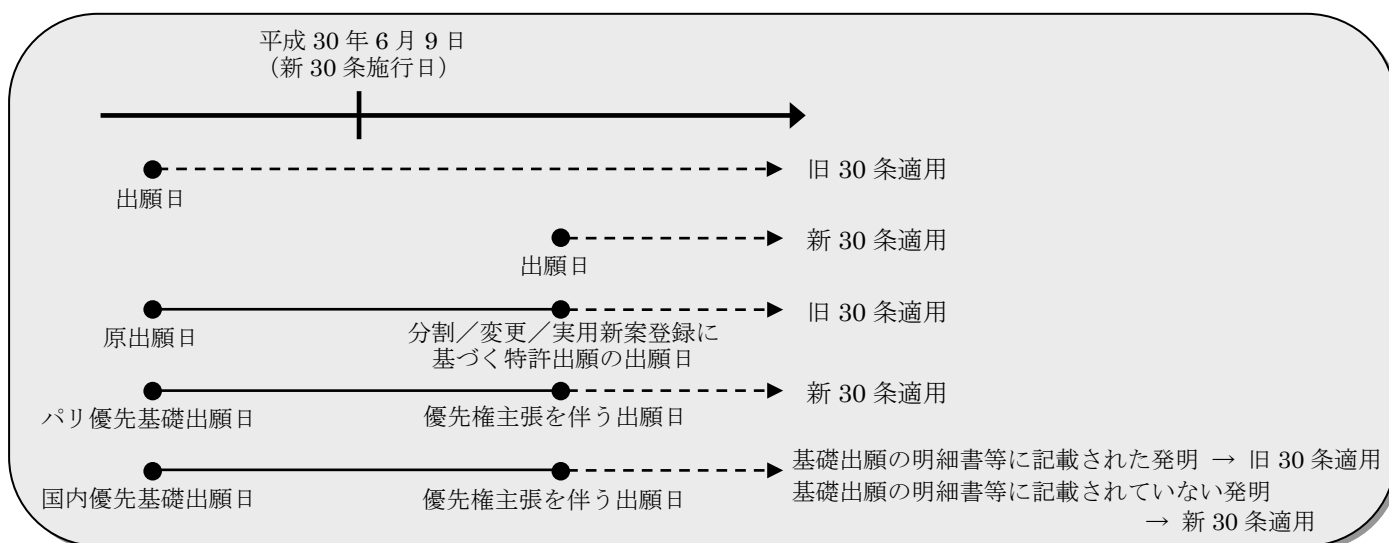 平成 30 年 6 月 9 日
（新 30 条施行日）
旧 30 条適用
出願日
新 30 条適用
出願日
旧 30 条適用
原出願日
分割／変更／実用新案登録に
基づく特許出願の出願日
新 30 条適用
パリ優先基礎出願日
優先権主張を伴う出願日
基礎出願の明細書等に記載された発明 → 旧 30 条適用
国内優先基礎出願日
優先権主張を伴う出願日
基礎出願の明細書等に記載されていない発明
→ 新 30 条適用